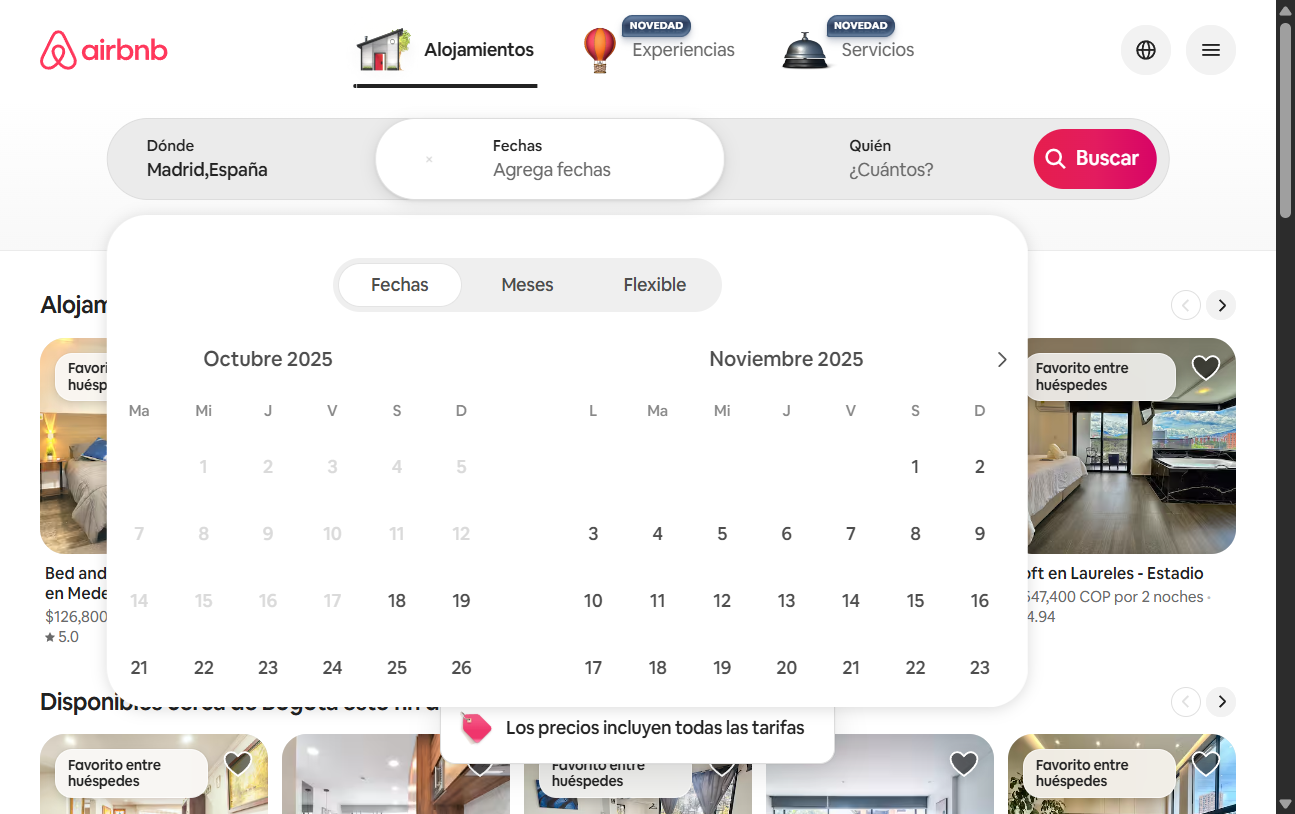 airbnb
Alojamientos
NOVEDAD
Experiencias
NOVEDAD
Servicios
Dónde
Madrid,España
Fechas
Agrega fechas
Quién
¿Cuántos?
Buscar
Fechas
Meses
Flexible
Octubre 2025
Ma Mi J V S D
1 2 3 4 5
7 8 9 10 11 12
14 15 16 17 18 19
21 22 23 24 25 26
Noviembre 2025
L Ma Mi J V S D
1 2
3 4 5 6 7 8 9
10 11 12 13 14 15 16
17 18 19 20 21 22 23
Alojam
Favori
huésp
Bed and
en Mede
$126,800
★ 5.0
Favorito entre
huéspedes
oft en Laureles - Estadio
547,400 COP por 2 noches ·
4.94
Disponibles cerca de Bogotá este fin d
Los precios incluyen todas las tarifas
Favorito entre
huéspedes
Favorito entre
huéspedes
Favorito entre
huéspedes